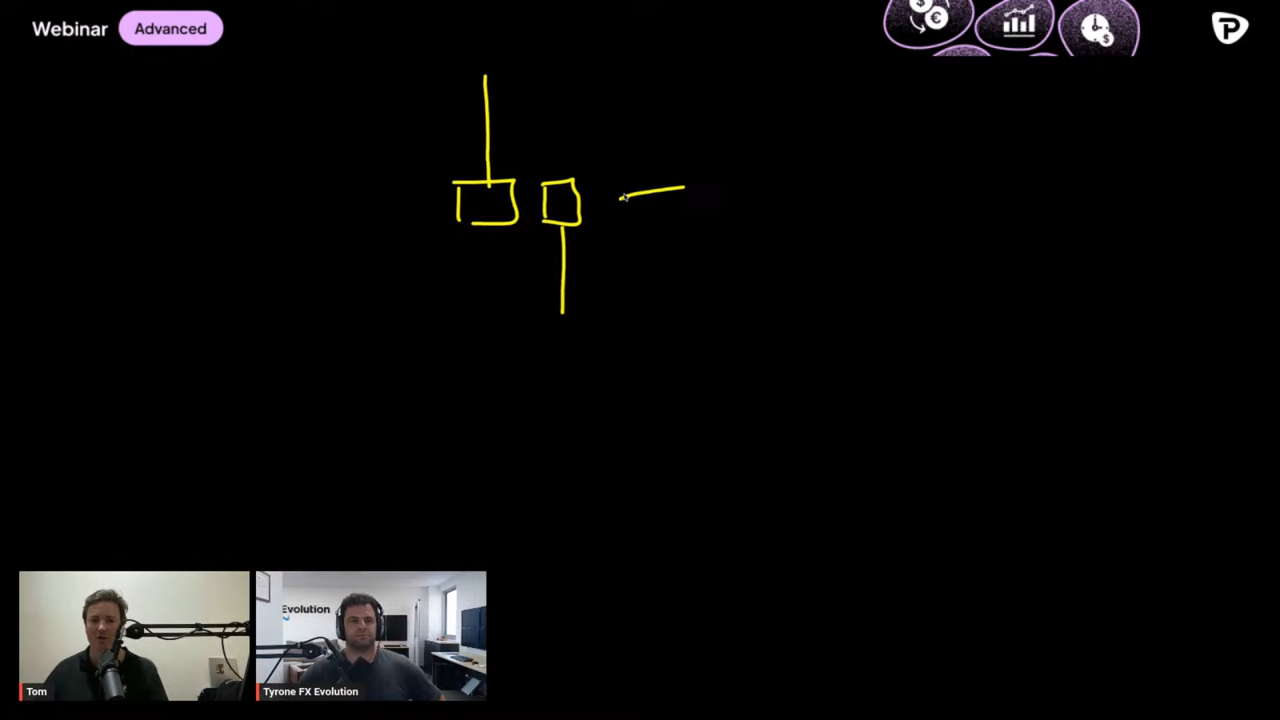 Webinar
Advanced
Evolution
Tom
Tyrone FX Evolution